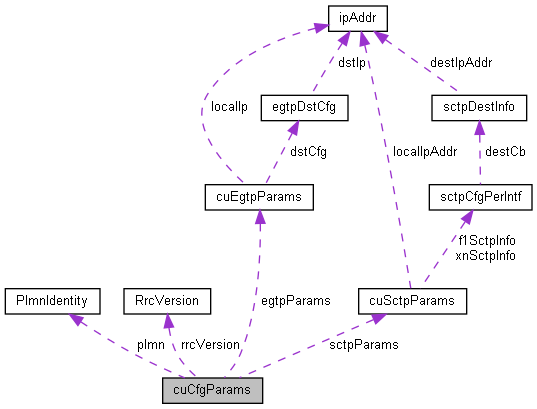 ipAddr
dstIp
destIpAddr
localIp
egtpDstCfg
sctpDestInfo
dstCfg
localIpAddr
destCb
cuEgtpParams
sctpCfgPerIntf
f1SctpInfo
xnSctpInfo
PlmnIdentity
RrcVersion
egtpParams
cuSctpParams
plmn
rrcVersion
sctpParams
cuCfgParams